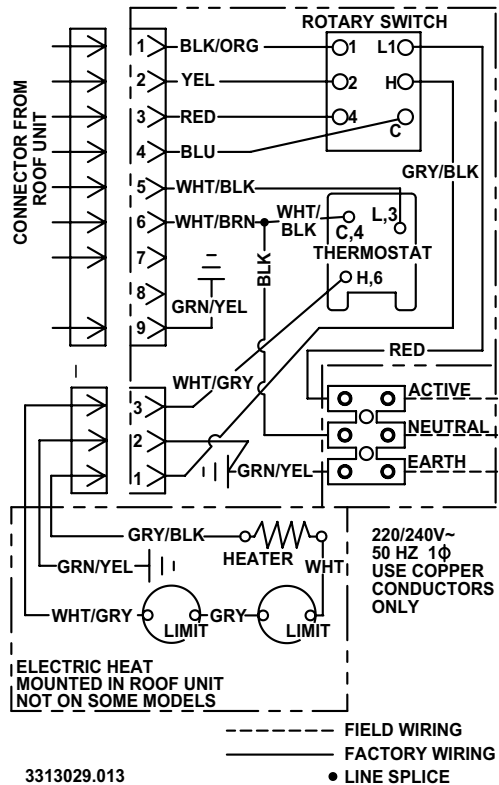 ROTARY SWITCH
CONNECTOR FROM
ROOF UNIT
1 BLK/ORG
2 YEL
3 RED
4 BLU
5 WHT/BLK
6 WHT/BRN
7
8
9
1 L1
2 H
4
C
GRY/BLK
WHT/
BLK
C,4
L,3
THERMOSTAT
H,6
BLK
GRN/YEL
RED
WHT/GRY
3
2
1
GRN/YEL
ACTIVE
NEUTRAL
EARTH
GRY/BLK
HEATER
WHT
GRN/YEL
WHT/GRY
LIMIT
GRY
LIMIT
220/240V~
50 HZ 1ϕ
USE COPPER
CONDUCTORS
ONLY
ELECTRIC HEAT
MOUNTED IN ROOF UNIT
NOT ON SOME MODELS
FIELD WIRING
FACTORY WIRING
LINE SPLICE
3313029.013